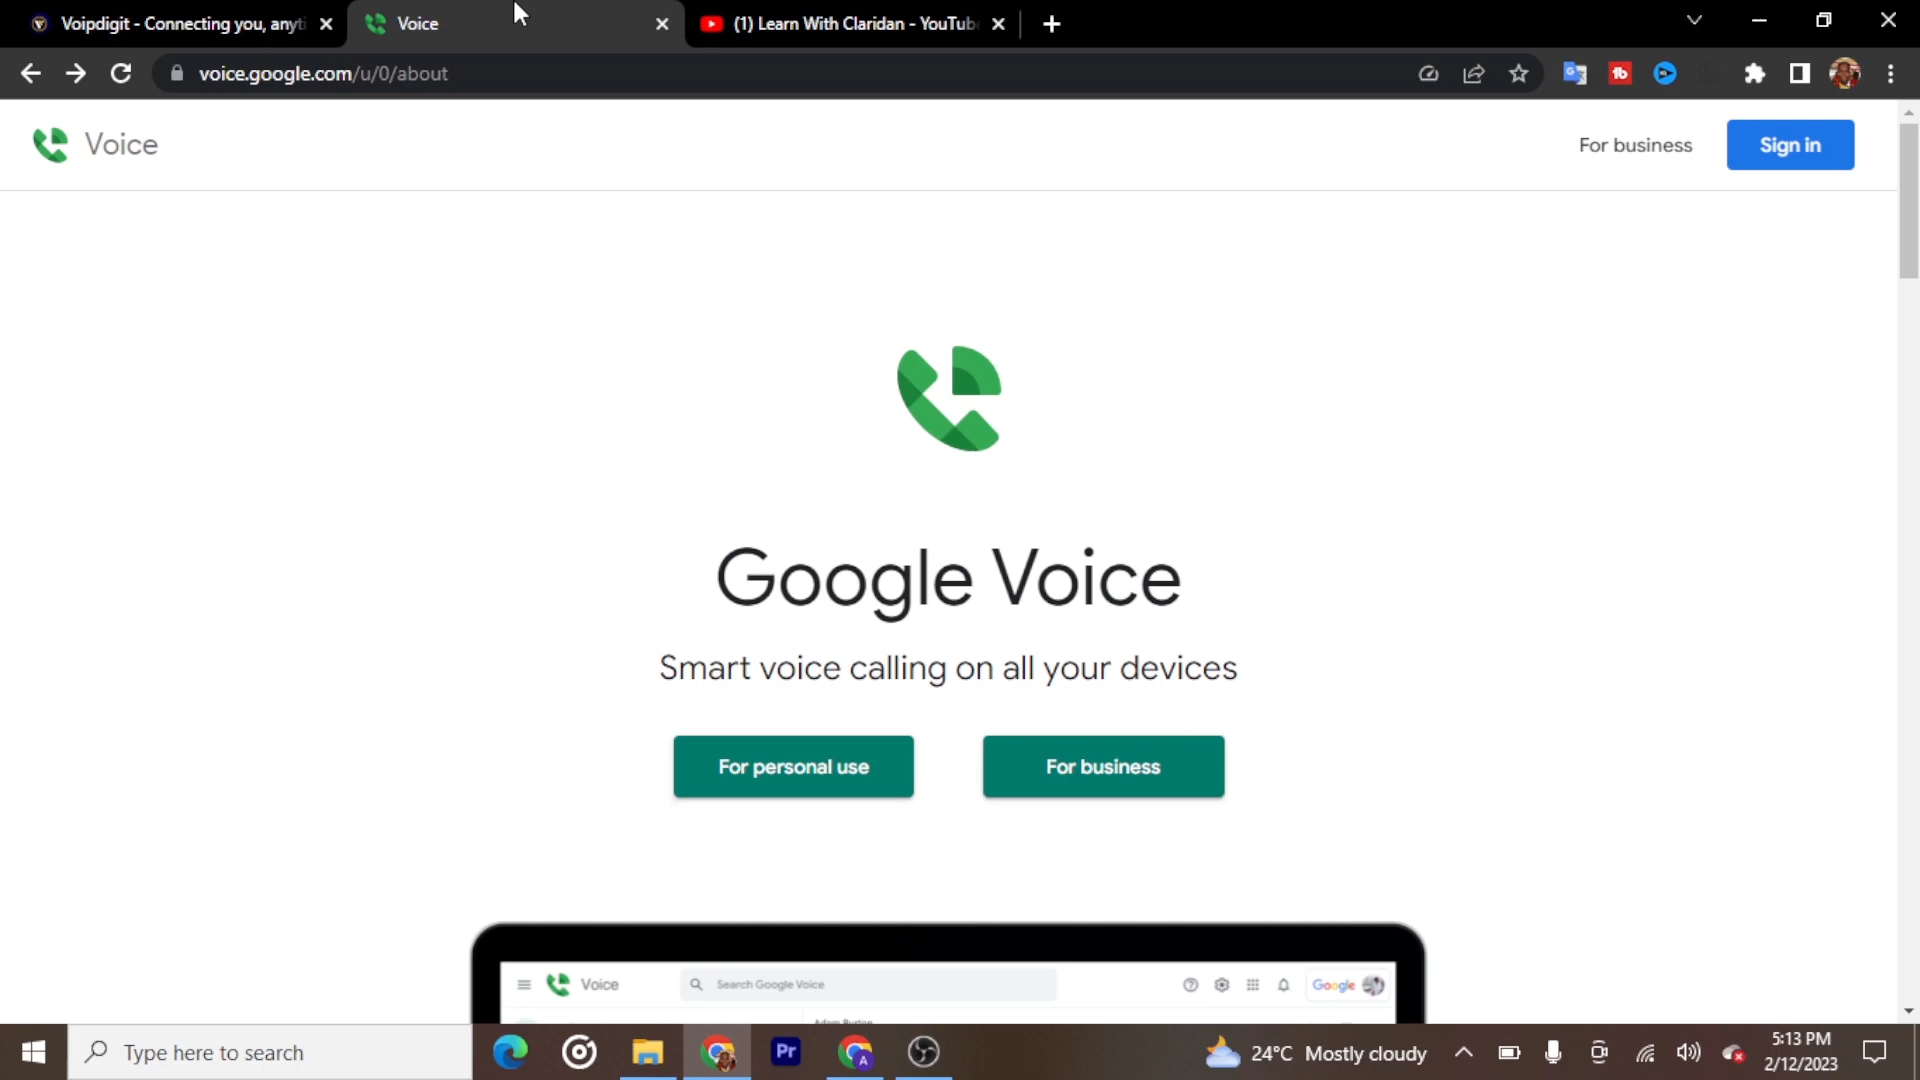 Voipdigit - Connecting you, anyti
Voice
(1) Learn With Claridan - YouTub
voice.google.com/u/0/about
Voice
For business
Sign in
Google Voice
Smart voice calling on all your devices
For personal use
For business
Voice
Search Google Voice
Google
Type here to search
Pr
A
24°C Mostly cloudy
5:13 PM
2/12/2023